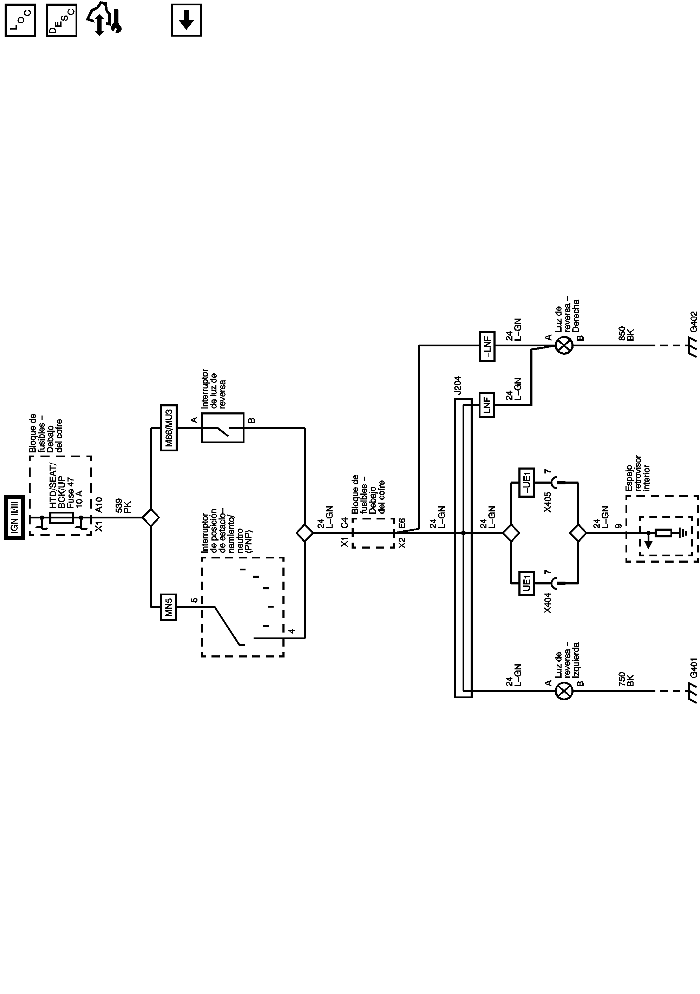 LOC
DESC
IGN II/III
Bloque de
fusibles –
Debajo
del cofre
HTD/SEAT/
BCK/UP
Fuse 47
10 A
X1
A10
539
PK
MN5
M86/MU3
5
A
Interruptor
de luz de
reversa
B
Interruptor
de posición
de estacio-
namiento/
neutro
(PNP)
4
24
L–GN
X1
C4
Bloque de
fusibles –
Debajo
del cofre
X2
E6
24
L–GN
J204
24
L–GN
UE1
–UE1
X404
7
X405
7
24
L–GN
9
Espejo
retrovisor
interior
LNF
–LNF
24
L–GN
24
L–GN
A
Luz de
reversa –
Derecha
B
850
BK
G402
24
L–GN
A
Luz de
reversa –
Izquierda
B
750
BK
G401